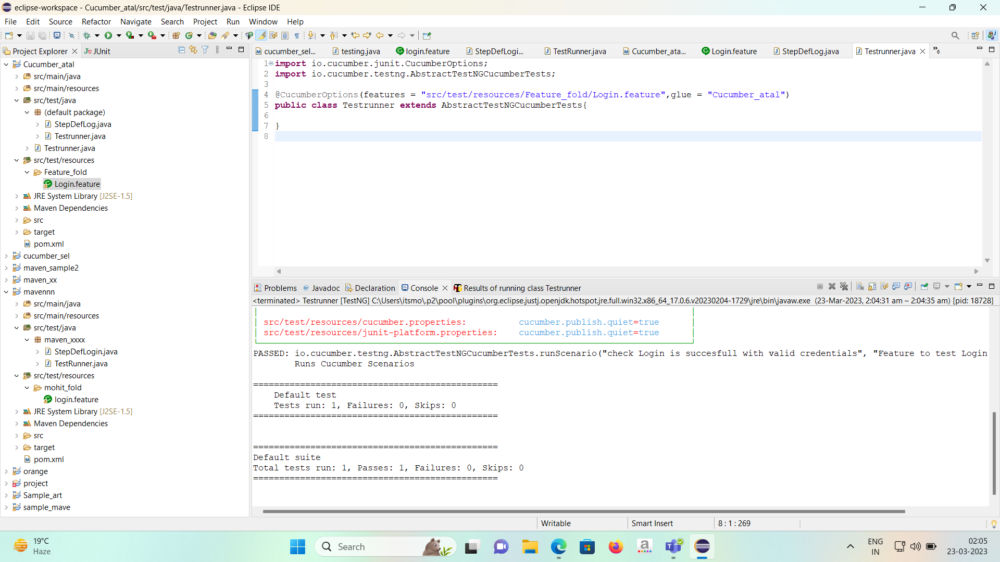 eclipse-workspace - Cucumber_atal/src/test/java/Testrunner.java - Eclipse IDE
File Edit Source Refactor Navigate Search Project Run Window Help
Project Explorer JUnit
Cucumber_atal
src/main/java
src/main/resources
src/test/java
(default package)
StepDefLog.java
Testrunner.java
Testrunner.java
src/test/resources
Feature_fold
Login.feature
JRE System Library [J2SE-1.5]
Maven Dependencies
src
target
pom.xml
cucumber_sel
maven_sample2
maven_xx
mavennn
src/main/java
src/main/resources
src/test/java
maven_xxxx
StepDefLogin.java
TestRunner.java
src/test/resources
mohit_fold
login.feature
JRE System Library [J2SE-1.5]
Maven Dependencies
src
target
pom.xml
orange
project
Sample_art
sample_mave
cucumber_sel... testing.java login.feature StepDefLogi... TestRunner.java Cucumber_ata... Login.feature StepDefLog.java Testrunner.java »6
1 import io.cucumber.junit.CucumberOptions;
2 import io.cucumber.testng.AbstractTestNGCucumberTests;
3
4 @CucumberOptions(features = "src/test/resources/Feature_fold/Login.feature",glue = "Cucumber_atal")
5 public class Testrunner extends AbstractTestNGCucumberTests{
6
7 }
8
Problems @ Javadoc Declaration Console Results of running class Testrunner
<terminated> Testrunner [TestNG] C:\Users\itsmo\.p2\pool\plugins\org.eclipse.justj.openjdk.hotspot.jre.full.win32.x86_64_17.0.6.v20230204-1729\jre\bin\javaw.exe (23-Mar-2023, 2:04:31 am – 2:04:35 am) [pid: 18728]
src/test/resources/cucumber.properties: cucumber.publish.quiet=true
src/test/resources/junit-platform.properties: cucumber.publish.quiet=true
PASSED: io.cucumber.testng.AbstractTestNGCucumberTests.runScenario("check Login is succesfull with valid credentials", "Feature to test Login
Runs Cucumber Scenarios
===============================================
Default test
Tests run: 1, Failures: 0, Skips: 0
===============================================
===============================================
Default suite
Total tests run: 1, Passes: 1, Failures: 0, Skips: 0
===============================================
Writable Smart Insert 8 : 1 : 269
19°C
Haze
Search
ENG
IN
02:05
23-03-2023